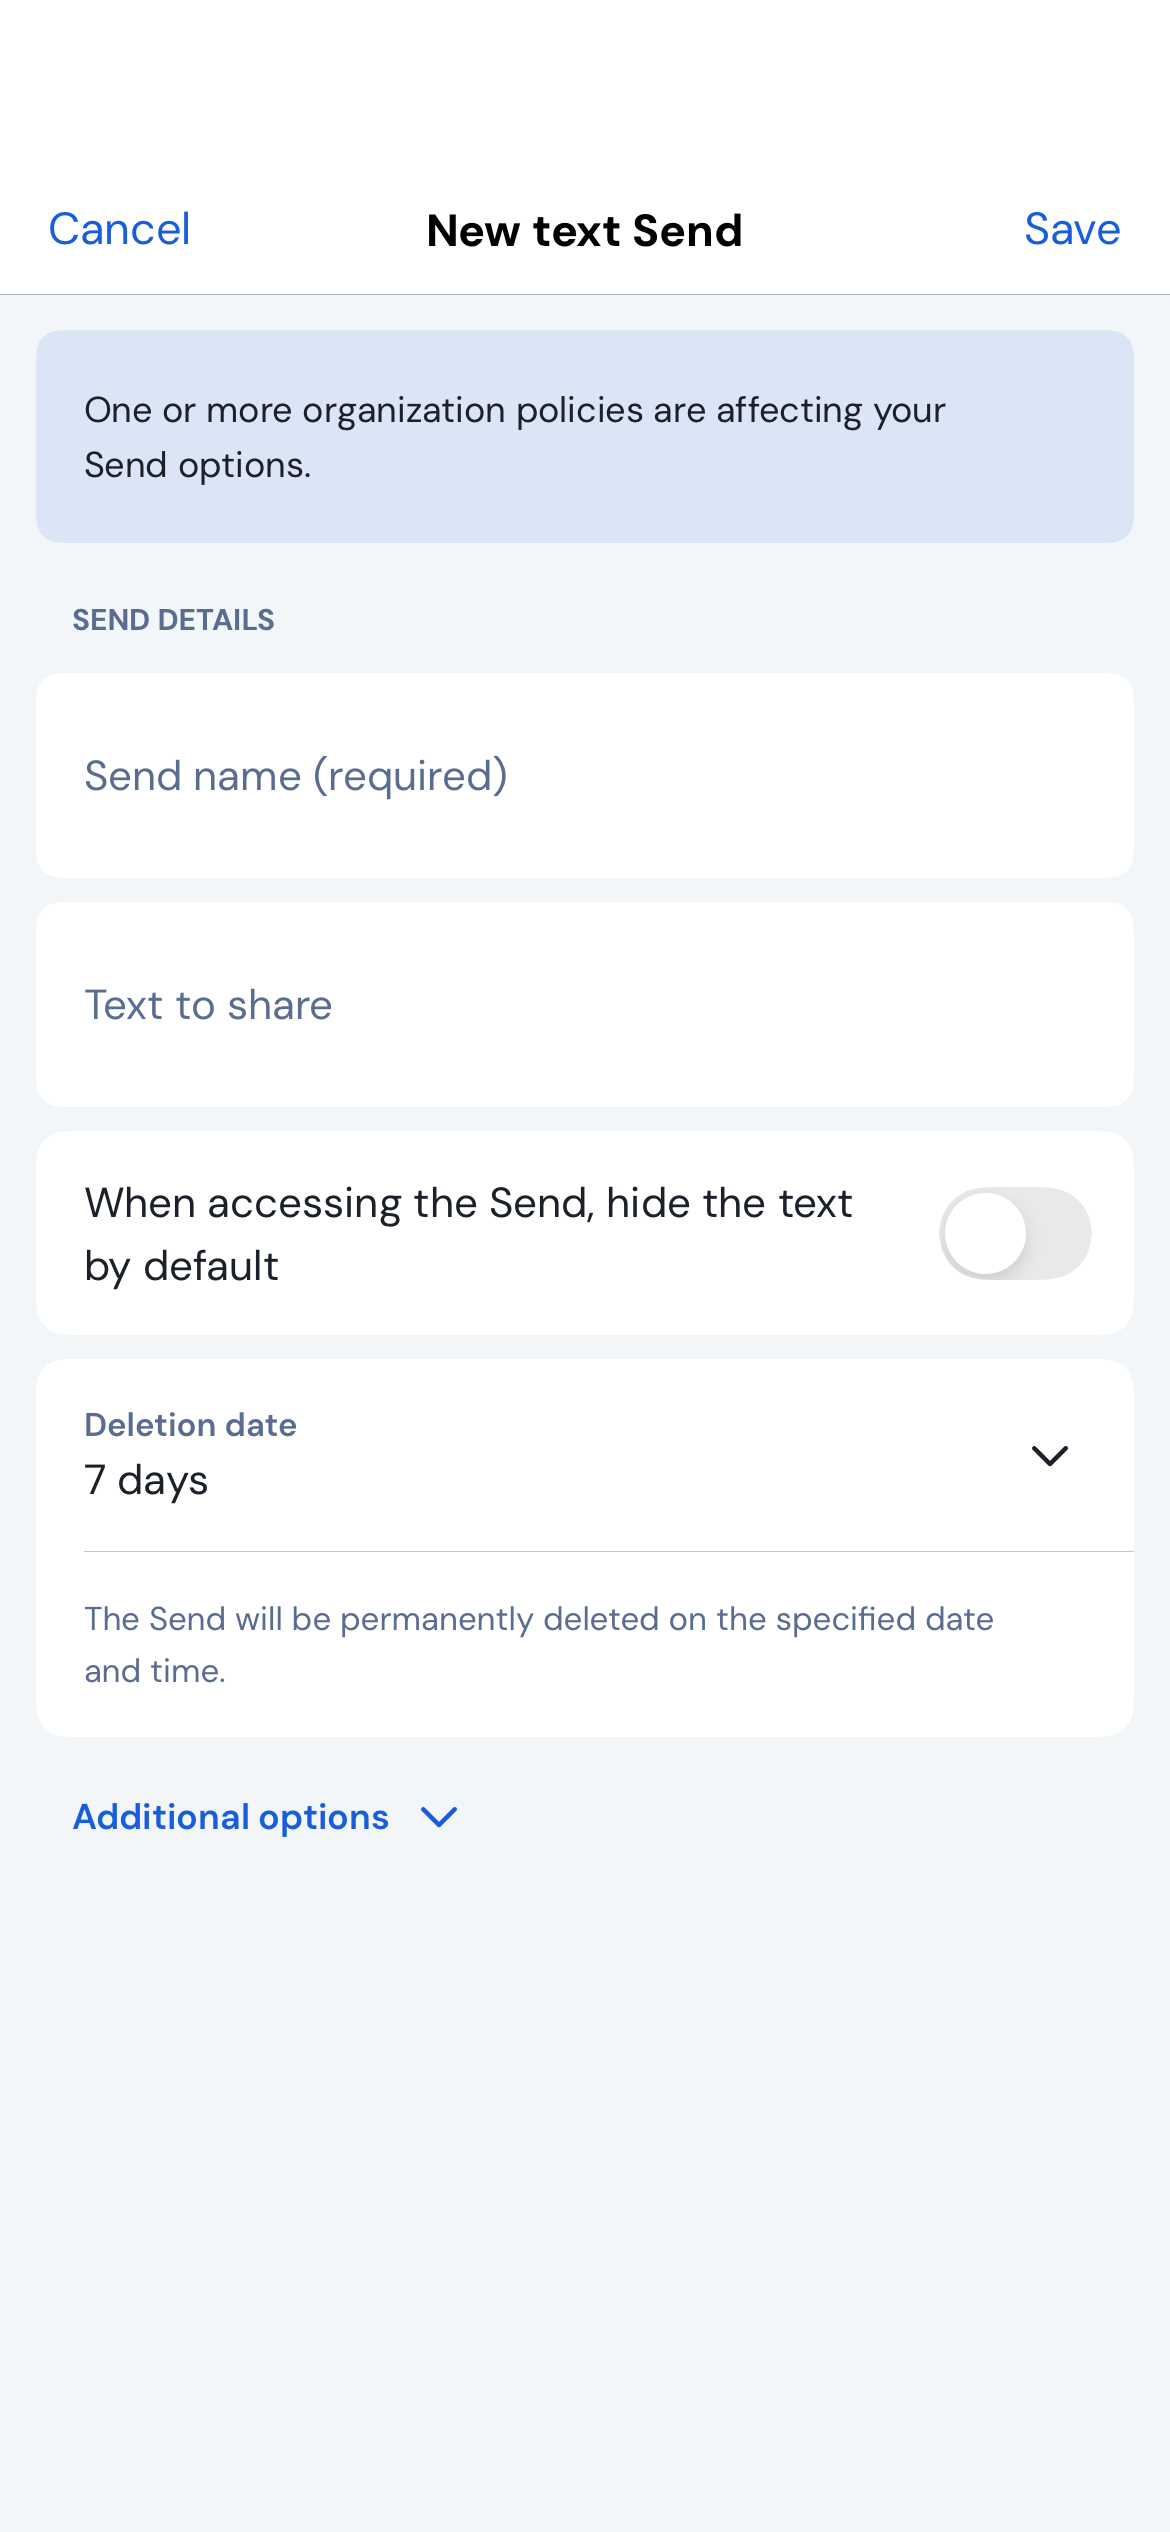 Cancel
New text Send
Save
One or more organization policies are affecting your
Send options.
SEND DETAILS
Send name (required)
Text to share
When accessing the Send, hide the text
by default
Deletion date
7 days
The Send will be permanently deleted on the specified date
and time.
Additional options